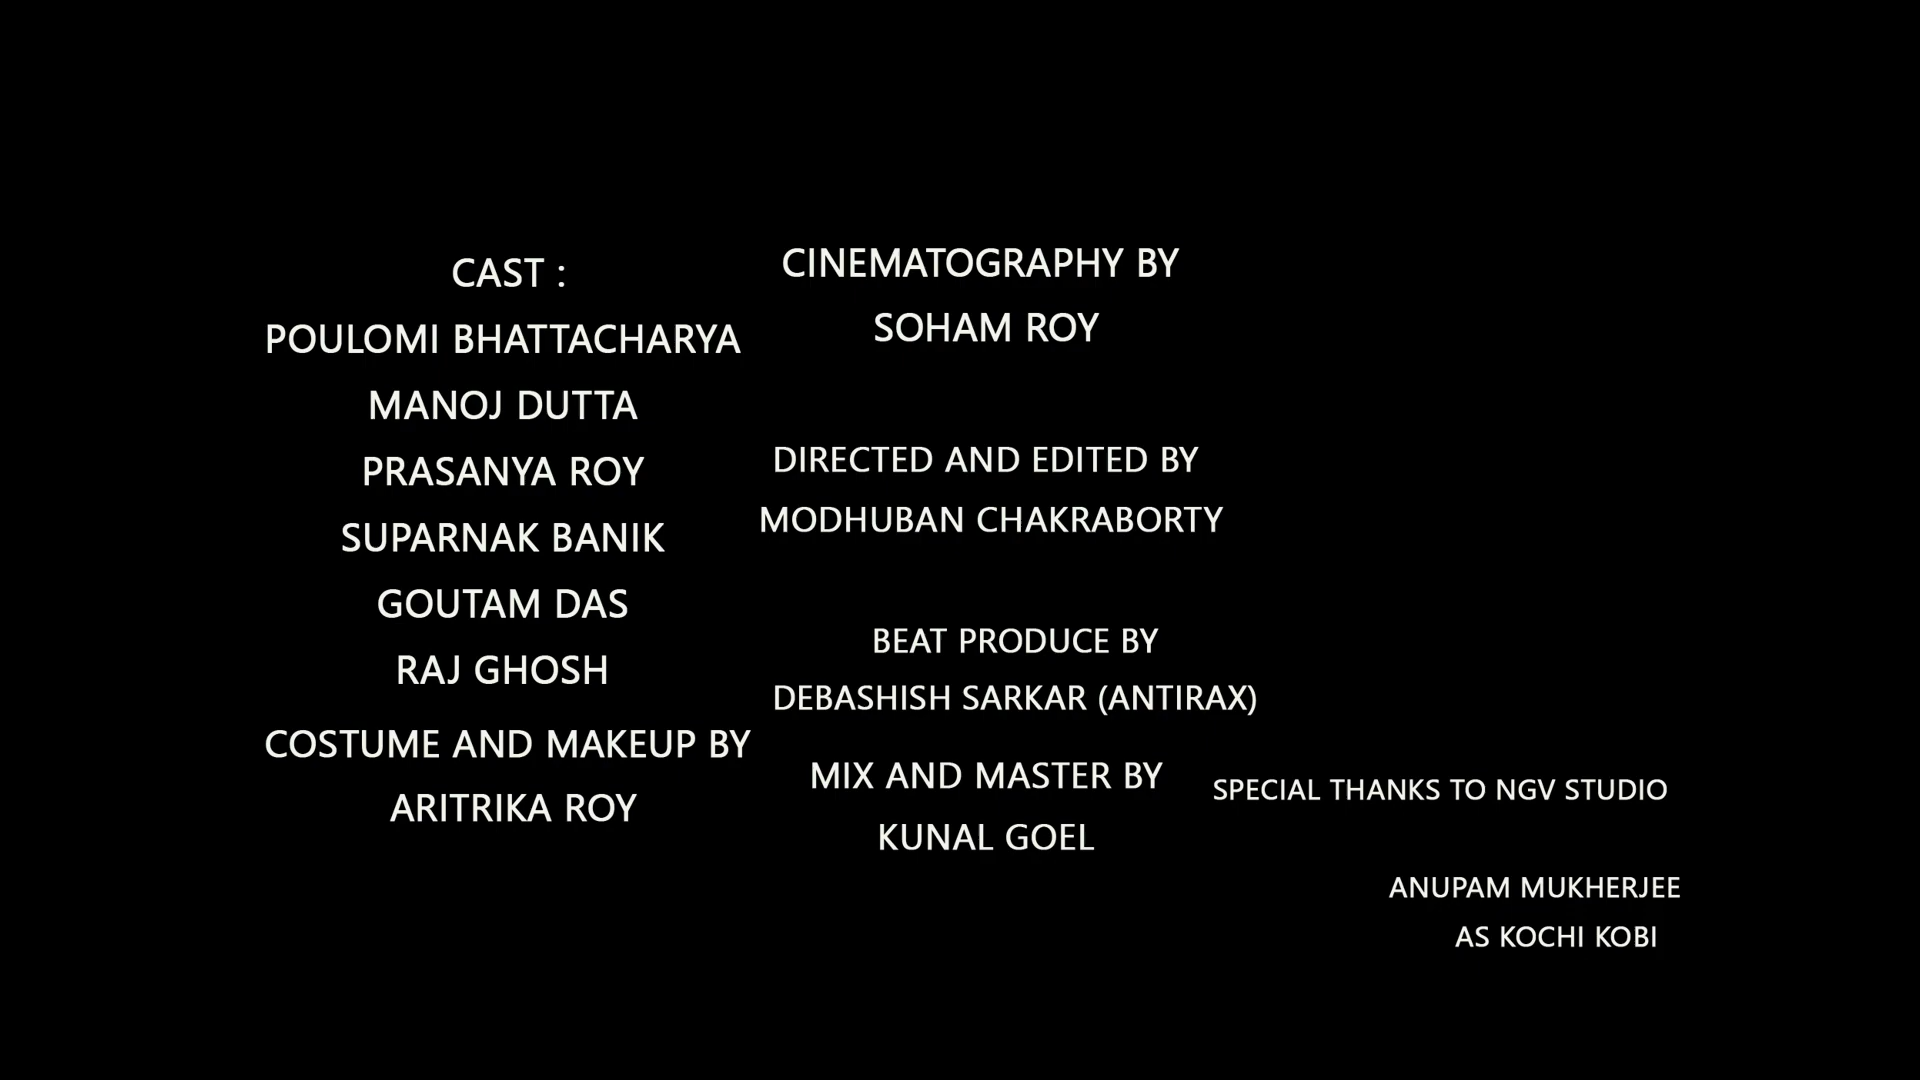 CAST :
POULOMI BHATTACHARYA
MANOJ DUTTA
PRASANYA ROY
SUPARNAK BANIK
GOUTAM DAS
RAJ GHOSH
COSTUME AND MAKEUP BY
ARITRIKA ROY
CINEMATOGRAPHY BY
SOHAM ROY
DIRECTED AND EDITED BY
MODHUBAN CHAKRABORTY
BEAT PRODUCE BY
DEBASHISH SARKAR (ANTIRAX)
MIX AND MASTER BY
KUNAL GOEL
SPECIAL THANKS TO NGV STUDIO
ANUPAM MUKHERJEE
AS KOCHI KOBI